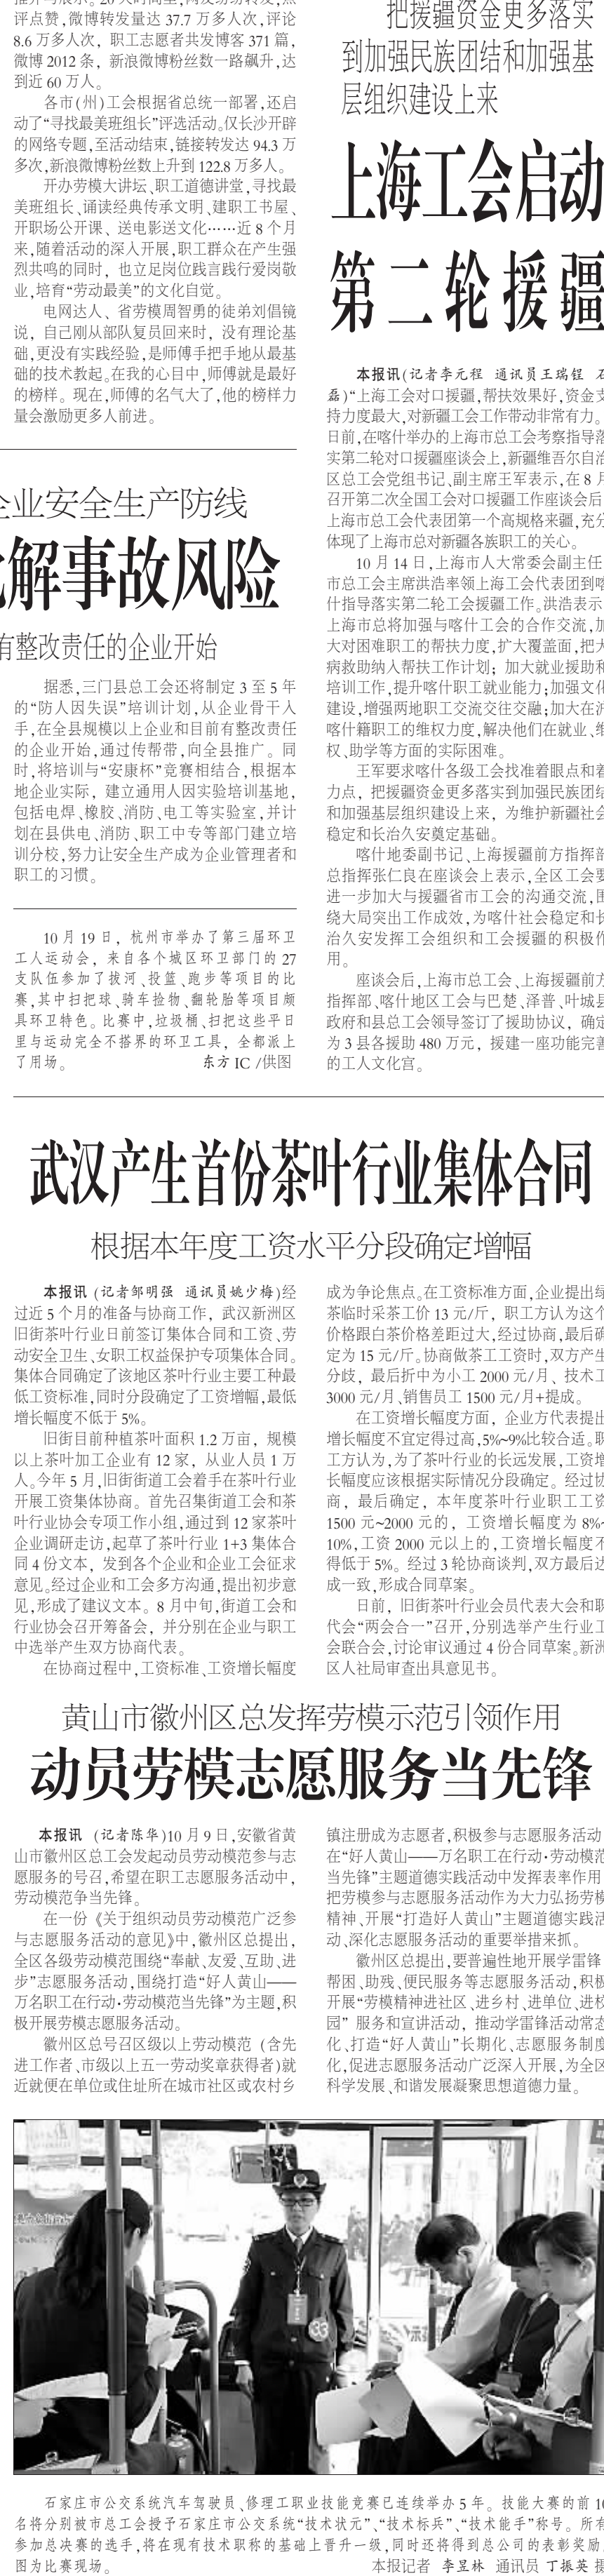 评点赞,微博转发量达 37.7 万多人次,评论
8.6 万多人次，职工志愿者共发博客 371 篇，
微博 2012 条，新浪微博粉丝数一路飙升,达
到近 60 万人。
各市(州)工会根据省总统一部署,还启
动了“寻找最美班组长”评选活动。仅长沙开辟
的网络专题,至活动结束,链接转发达 94.3 万
多次,新浪微博粉丝数上升到 122.8 万多人。
开办劳模大讲坛、职工道德讲堂,寻找最
美班组长、诵读经典传承文明、建职工书屋、
开职场公开课、送电影送文化……近 8 个月
来,随着活动的深入开展,职工群众在产生强
烈共鸣的同时，也立足岗位践言践行爱岗敬
业,培育“劳动最美”的文化自觉。
电网达人、省劳模周智勇的徒弟刘倡镜
说，自己刚从部队复员回来时，没有理论基
础,更没有实践经验,是师傅手把手地从最基
础的技术教起。在我的心目中,师傅就是最好
的榜样。现在,师傅的名气大了,他的榜样力
量会激励更多人前进。
企业安全生产防线
解事故风险
有整改责任的企业开始
据悉,三门县总工会还将制定 3 至 5 年
的“防人因失误”培训计划,从企业骨干入
手,在全县规模以上企业和目前有整改责任
的企业开始,通过传帮带,向全县推广。同
时,将培训与“安康杯”竞赛相结合,根据本
地企业实际，建立通用人因实验培训基地,
包括电焊、橡胶、消防、电工等实验室,并计
划在县供电、消防、职工中专等部门建立培
训分校,努力让安全生产成为企业管理者和
职工的习惯。
10 月 19 日，杭州市举办了第三届环卫
工人运动会，来自各个城区环卫部门的 27
支队伍参加了拔河、投篮、跑步等项目的比
赛,其中扫把球、骑车捡物、翻轮胎等项目颇
具环卫特色。比赛中,垃圾桶、扫把这些平日
里与运动完全不搭界的环卫工具，全都派上
了用场。 东方 IC /供图
把援疆资金更多落实
到加强民族团结和加强基
层组织建设上来
上海工会启动
第二轮援疆
本报讯(记者李元程 通讯员王瑞锃 石
磊)“上海工会对口援疆,帮扶效果好,资金支
持力度最大,对新疆工会工作带动非常有力。”
日前,在喀什举办的上海市总工会考察指导落
实第二轮对口援疆座谈会上,新疆维吾尔自治
区总工会党组书记、副主席王军表示,在 8 月
召开第二次全国工会对口援疆工作座谈会后
上海市总工会代表团第一个高规格来疆,充分
体现了上海市总对新疆各族职工的关心。
10 月 14 日,上海市人大常委会副主任、
市总工会主席洪浩率领上海工会代表团到喀
什指导落实第二轮工会援疆工作。洪浩表示
上海市总将加强与喀什工会的合作交流,加
大对困难职工的帮扶力度,扩大覆盖面,把大
病救助纳入帮扶工作计划；加大就业援助和
培训工作,提升喀什职工就业能力;加强文化
建设,增强两地职工交流交往交融;加大在沪
喀什籍职工的维权力度,解决他们在就业、维
权、助学等方面的实际困难。
王军要求喀什各级工会找准着眼点和着
力点，把援疆资金更多落实到加强民族团结
和加强基层组织建设上来，为维护新疆社会
稳定和长治久安奠定基础。
喀什地委副书记、上海援疆前方指挥部
总指挥张仁良在座谈会上表示,全区工会要
进一步加大与援疆省市工会的沟通交流,围
绕大局突出工作成效,为喀什社会稳定和长
治久安发挥工会组织和工会援疆的积极作
用。
座谈会后,上海市总工会、上海援疆前方
指挥部、喀什地区工会与巴楚、泽普、叶城县
政府和县总工会领导签订了援助协议，确定
为 3 县各援助 480 万元，援建一座功能完善
的工人文化宫。
武汉产生首份茶叶行业集体合同
根据本年度工资水平分段确定增幅
本报讯 (记者邹明强 通讯员姚少梅)经
过近 5 个月的准备与协商工作，武汉新洲区
旧街茶叶行业日前签订集体合同和工资、劳
动安全卫生、女职工权益保护专项集体合同。
集体合同确定了该地区茶叶行业主要工种最
低工资标准,同时分段确定了工资增幅,最低
增长幅度不低于 5%。
旧街目前种植茶叶面积 1.2 万亩，规模
以上茶叶加工企业有 12 家，从业人员 1 万
人。今年 5 月,旧街街道工会着手在茶叶行业
开展工资集体协商。首先召集街道工会和茶
叶行业协会专项工作小组,通过到 12 家茶叶
企业调研走访,起草了茶叶行业 1+3 集体合
同 4 份文本，发到各个企业和企业工会征求
意见。经过企业和工会多方沟通,提出初步意
见,形成了建议文本。8 月中旬,街道工会和
行业协会召开筹备会，并分别在企业与职工
中选举产生双方协商代表。
在协商过程中,工资标准、工资增长幅度
成为争论焦点。在工资标准方面,企业提出绿
茶临时采茶工价 13 元/斤，职工方认为这个
价格跟白茶价格差距过大,经过协商,最后确
定为 15 元/斤。协商做茶工工资时,双方产生
分歧，最后折中为小工 2000 元/月、技术工
3000 元/月、销售员工 1500 元/月+提成。
在工资增长幅度方面，企业方代表提出
增长幅度不宜定得过高,5%~9%比较合适。职
工方认为,为了茶叶行业的长远发展,工资增
长幅度应该根据实际情况分段确定。经过协
商，最后确定，本年度茶叶行业职工工资
1500 元~2000 元的，工资增长幅度为 8%~
10%,工资 2000 元以上的,工资增长幅度不
得低于 5%。经过 3 轮协商谈判,双方最后达
成一致,形成合同草案。
日前，旧街茶叶行业会员代表大会和职
代会“两会合一”召开,分别选举产生行业工
会联合会,讨论审议通过 4 份合同草案。新洲
区人社局审查出具意见书。
黄山市徽州区总发挥劳模示范引领作用
动员劳模志愿服务当先锋
本报讯 (记者陈华)10 月 9 日,安徽省黄
山市徽州区总工会发起动员劳动模范参与志
愿服务的号召,希望在职工志愿服务活动中,
劳动模范争当先锋。
在一份《关于组织动员劳动模范广泛参
与志愿服务活动的意见》中,徽州区总提出,
全区各级劳动模范围绕“奉献、友爱、互助、进
步”志愿服务活动,围绕打造“好人黄山——
万名职工在行动·劳动模范当先锋”为主题,积
极开展劳模志愿服务活动。
徽州区总号召区级以上劳动模范 (含先
进工作者、市级以上五一劳动奖章获得者)就
近就便在单位或住址所在城市社区或农村乡
镇注册成为志愿者,积极参与志愿服务活动,
在“好人黄山——万名职工在行动·劳动模范
当先锋”主题道德实践活动中发挥表率作用,
把劳模参与志愿服务活动作为大力弘扬劳模
精神、开展“打造好人黄山”主题道德实践活
动、深化志愿服务活动的重要举措来抓。
徽州区总提出,要普遍性地开展学雷锋、
帮困、助残、便民服务等志愿服务活动,积极
开展“劳模精神进社区、进乡村、进单位、进校
园”服务和宣讲活动，推动学雷锋活动常态
化、打造“好人黄山”长期化、志愿服务制度
化,促进志愿服务活动广泛深入开展,为全区
科学发展、和谐发展凝聚思想道德力量。
33
石家庄市公交系统汽车驾驶员、修理工职业技能竞赛已连续举办 5 年。技能大赛的前 10
名将分别被市总工会授予石家庄市公交系统“技术状元”、“技术标兵”、“技术能手”称号。所有
参加总决赛的选手,将在现有技术职称的基础上晋升一级,同时还将得到总公司的表彰奖励。
图为比赛现场。 本报记者 李昱林 通讯员 丁振英 摄